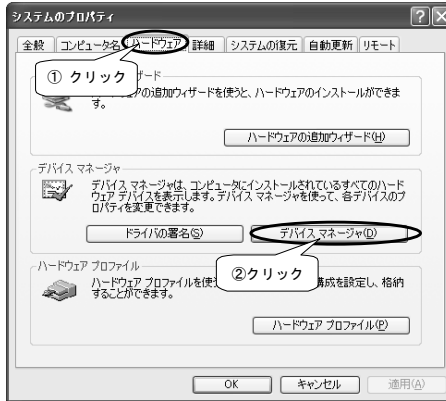 システムのプロパティ
全般 コンピュータ名 ハードウェア 詳細 システムの復元 自動更新 リモート
① クリック
ード
アの追加ウィザードを使うと、ハードウェアのインストールができま
す。
ハードウェアの追加ウィザード(H)
デバイス マネージャ
デバイス マネージャは、コンピュータにインストールされているすべてのハード
ウェア デバイスを表示します。デバイス マネージャを使って、各デバイスのプ
ロパティを変更できます。
ドライバの署名(S) デバイス マネージャ(D)
②クリック
ハードウェア プロファイル
ハードウェア プロファイルを使 構成を設定し、格納
することができます。
ハードウェア プロファイル(P)
OK キャンセル 適用(A)